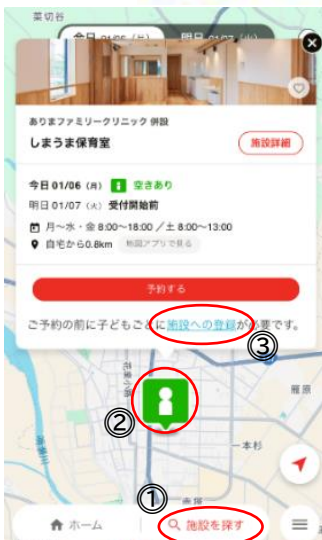 菜切谷
今日 01/06 (月)
明日 01/07 (火)
ありまファミリークリニック 併設
しまうま保育室
施設詳細
今日 01/06 (月) 空きあり
明日 01/07 (火) 受付開始前
月〜水・金 8:00〜18:00 / 土 8:00〜13:00
自宅から0.8km 地図アプリで見る
予約する
ご予約の前に子どもごとに施設への登録が必要です。
③
②
雁原
一本杉
①
ホーム
施設を探す